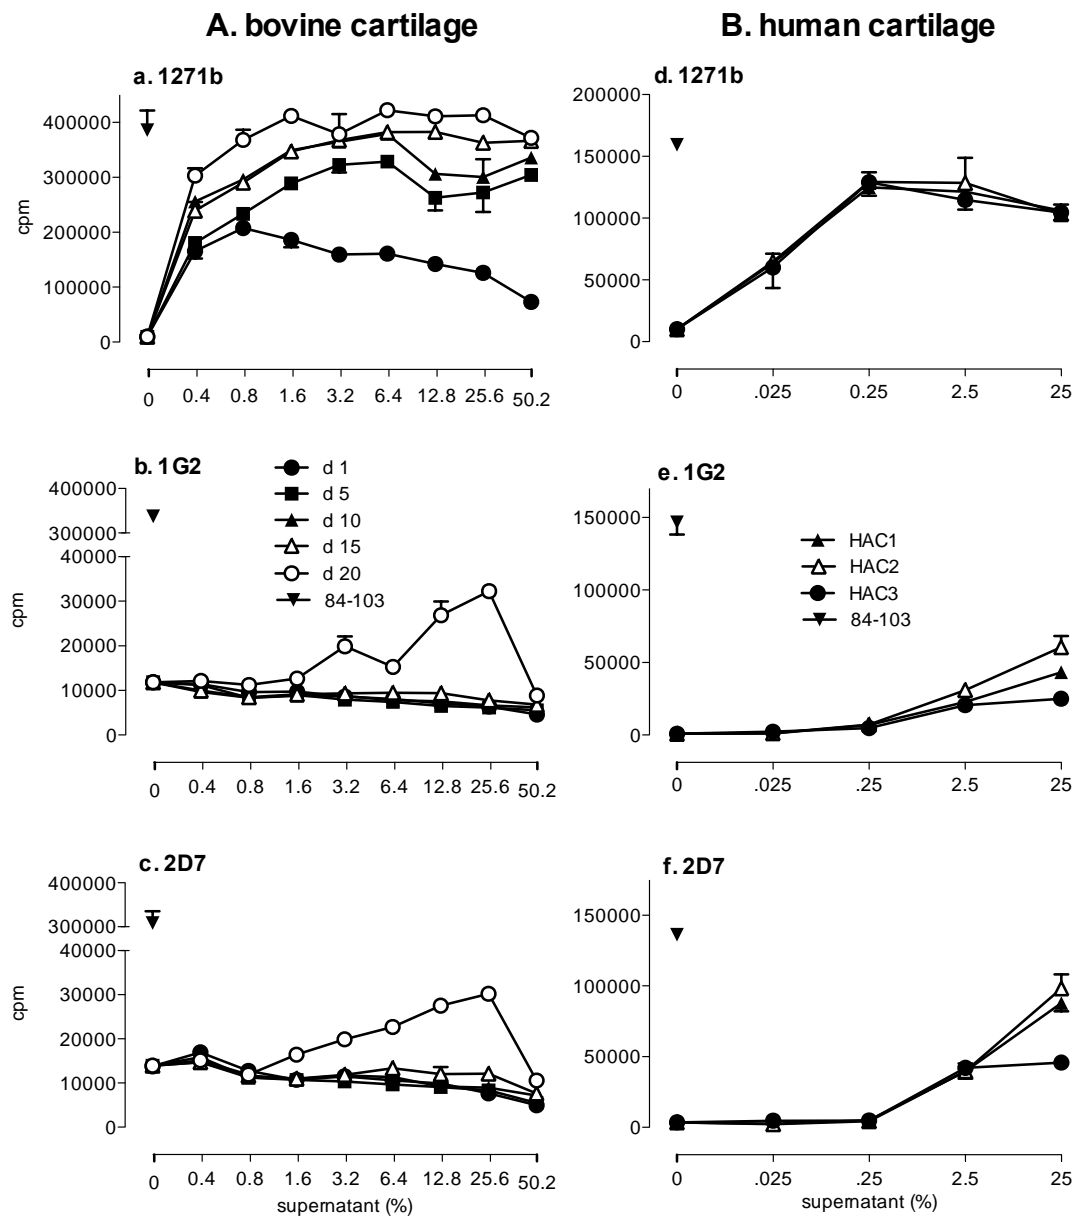 A. bovine cartilage
B. human cartilage
a. 1271b
400000
300000
200000
100000
0
cpm
0 0.4 0.8 1.6 3.2 6.4 12.8 25.6 50.2
d. 1271b
200000
150000
100000
50000
0
0 .025 0.25 2.5 25
b. 1G2
400000
300000
40000
30000
20000
10000
0
cpm
d 1
d 5
d 10
d 15
d 20
84-103
0 0.4 0.8 1.6 3.2 6.4 12.8 25.6 50.2
e. 1G2
150000
100000
50000
0
HAC1
HAC2
HAC3
84-103
0 .025 .25 2.5 25
c. 2D7
400000
300000
40000
30000
20000
10000
0
cpm
0 0.4 0.8 1.6 3.2 6.4 12.8 25.6 50.2
supernatant (%)
f. 2D7
150000
100000
50000
0
0 .025 .25 2.5 25
supernatant (%)